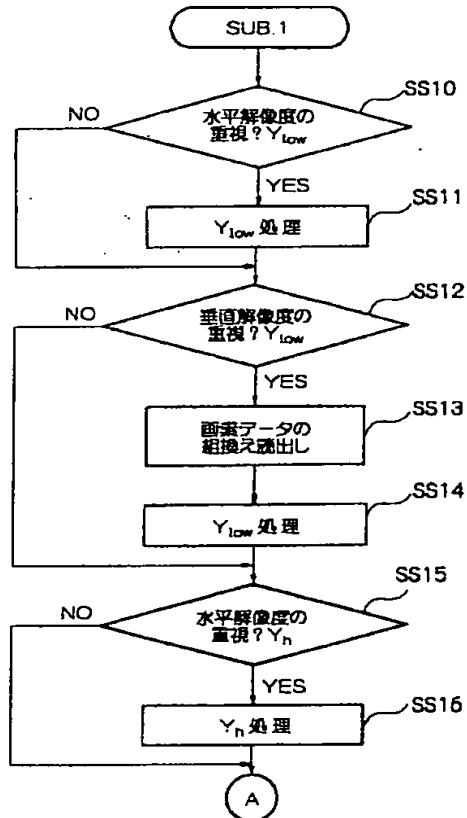 SUB.1
SS10
水平解像度の
重視?Ylow
NO
YES
SS11
Ylow 処理
SS12
垂直解像度の
重視?Ylow
NO
YES
SS13
画素データの
組換え読出し
SS14
Ylow 処理
SS15
水平解像度の
重視?Yh
NO
YES
SS16
Yh 処理
A